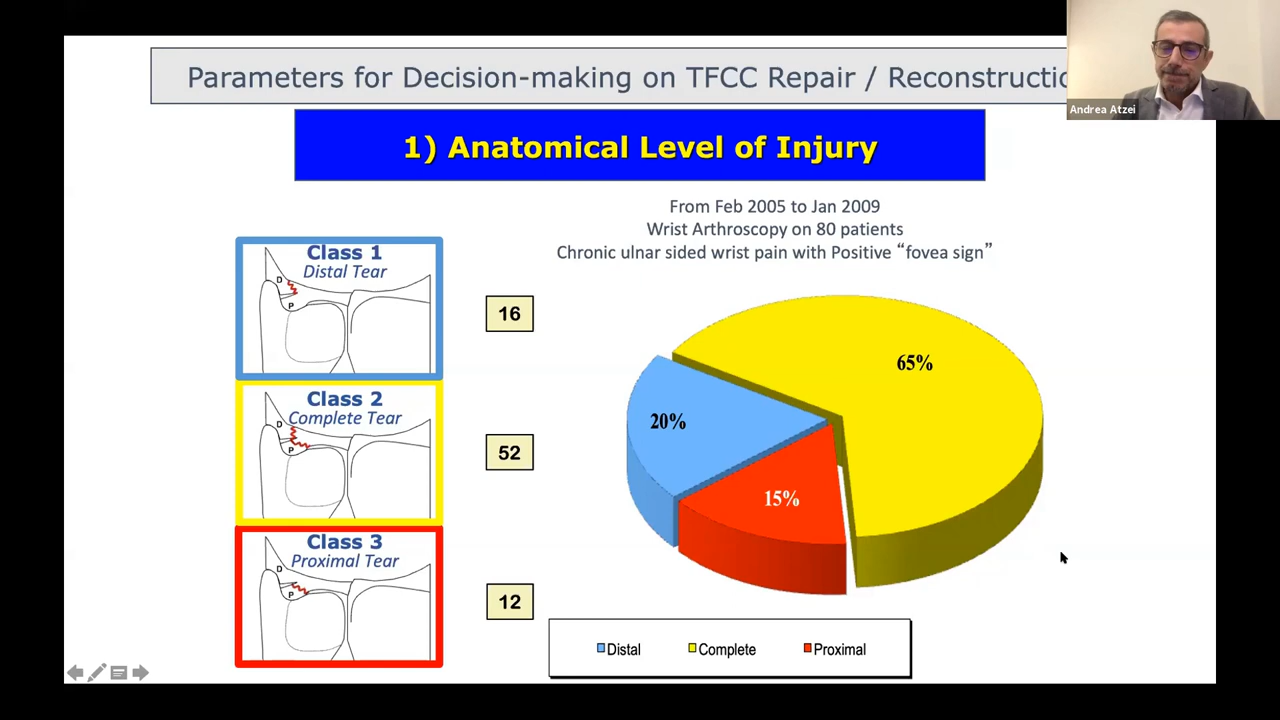 Parameters for Decision-making on TFCC Repair / Reconstructio
Andrea Atzei
1) Anatomical Level of Injury
From Feb 2005 to Jan 2009
Wrist Arthroscopy on 80 patients
Chronic ulnar sided wrist pain with Positive “fovea sign”
Class 1
Distal Tear
D
P
16
Class 2
Complete Tear
D
P
52
Class 3
Proximal Tear
D
P
12
65%
20%
15%
Distal Complete Proximal